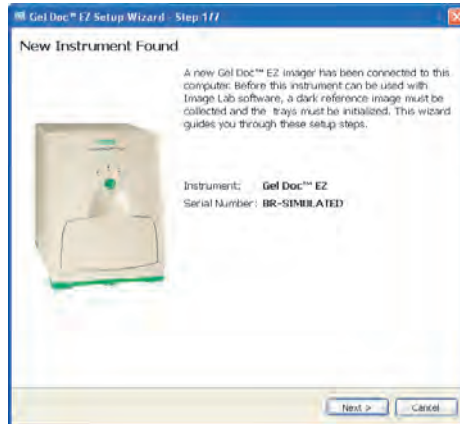 Gel Doc™ EZ Setup Wizard - Step 1/7
New Instrument Found
A new Gel Doc™ EZ imager has been connected to this
computer. Before this instrument can be used with
Image Lab software, a dark reference image must be
collected and the trays must be initialized. This wizard
guides you through these setup steps.
Instrument: Gel Doc™ EZ
Serial Number: BR-SIMULATED
Next > Cancel